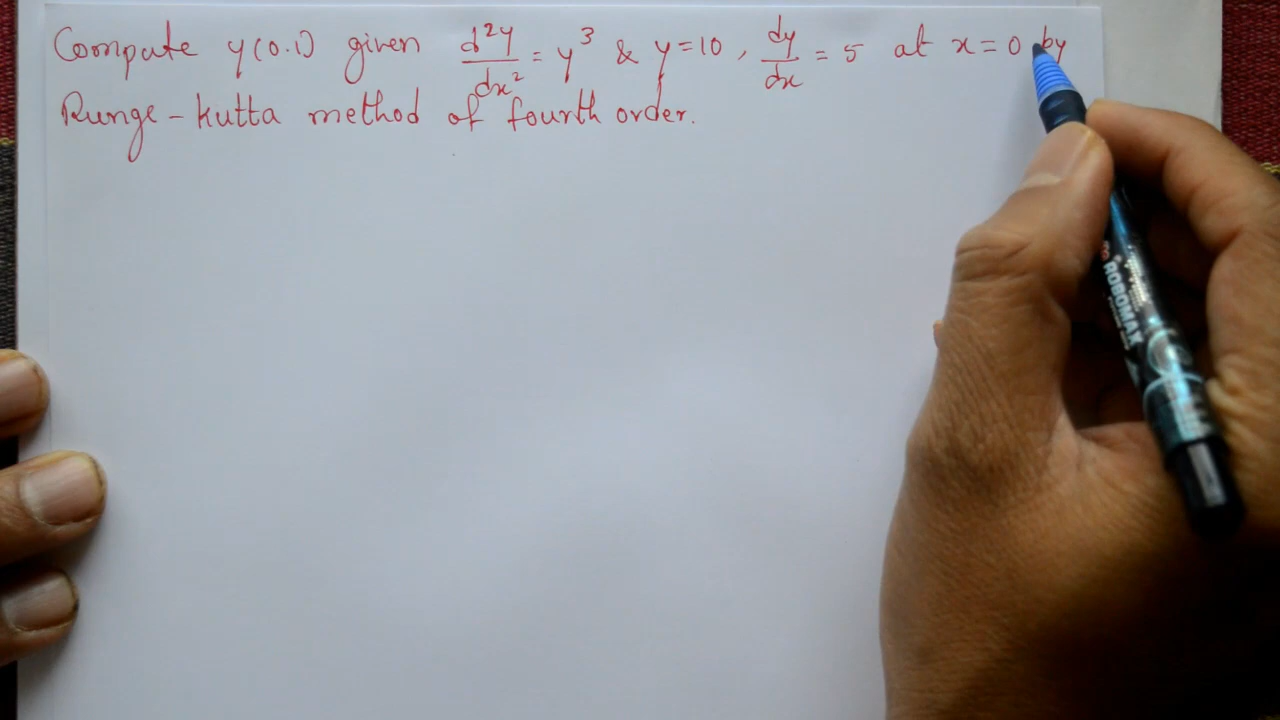 Compute y(0.1) given d²y/dx² = y³ & y=10, dy/dx = 5 at x=0 by
Runge-kutta method of fourth order.
ROBOMAX